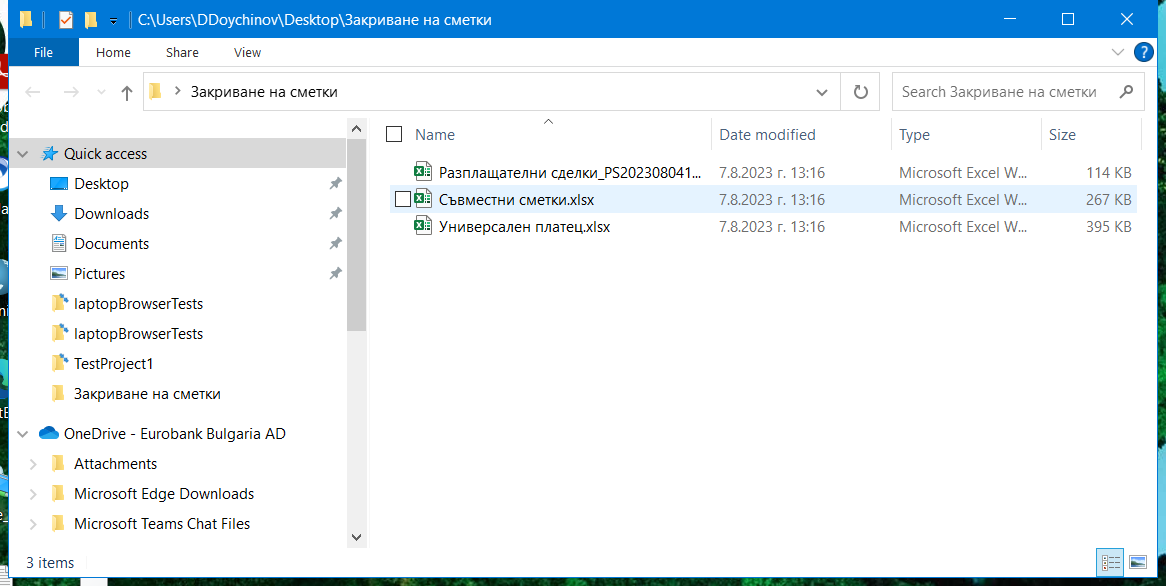 C:\Users\DDoychinov\Desktop\Закриване на сметки
File Home Share View
Закриване на сметки
Search Закриване на сметки
Quick access
Desktop
Downloads
Documents
Pictures
laptopBrowserTests
laptopBrowserTests
TestProject1
Закриване на сметки
OneDrive - Eurobank Bulgaria AD
Attachments
Microsoft Edge Downloads
Microsoft Teams Chat Files
Name Date modified Type Size
Разплащателни сделки_PS202308041... 7.8.2023 г. 13:16 Microsoft Excel W... 114 KB
Съвместни сметки.xlsx 7.8.2023 г. 13:16 Microsoft Excel W... 267 KB
Универсален платец.xlsx 7.8.2023 г. 13:16 Microsoft Excel W... 395 KB
3 items